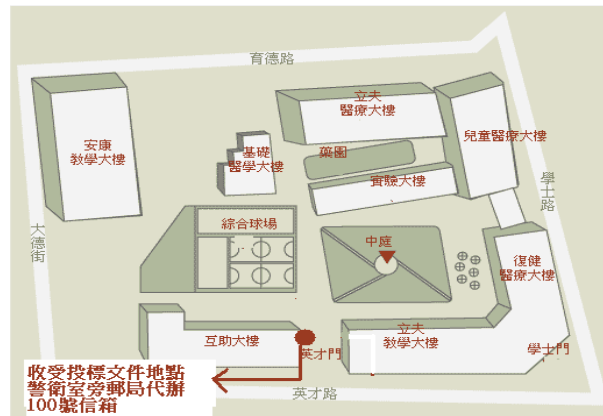 育德路
立夫
醫療大樓
兒童醫療大樓
安康
教學大樓
基礎
醫學大樓
藥園
實驗大樓
學士路
大德街
綜合球場
中庭
復健
醫療大樓
互助大樓
英才門
立夫
教學大樓
學士門
收受投標文件地點
警衛室旁郵局代辦
100號信箱
英才路